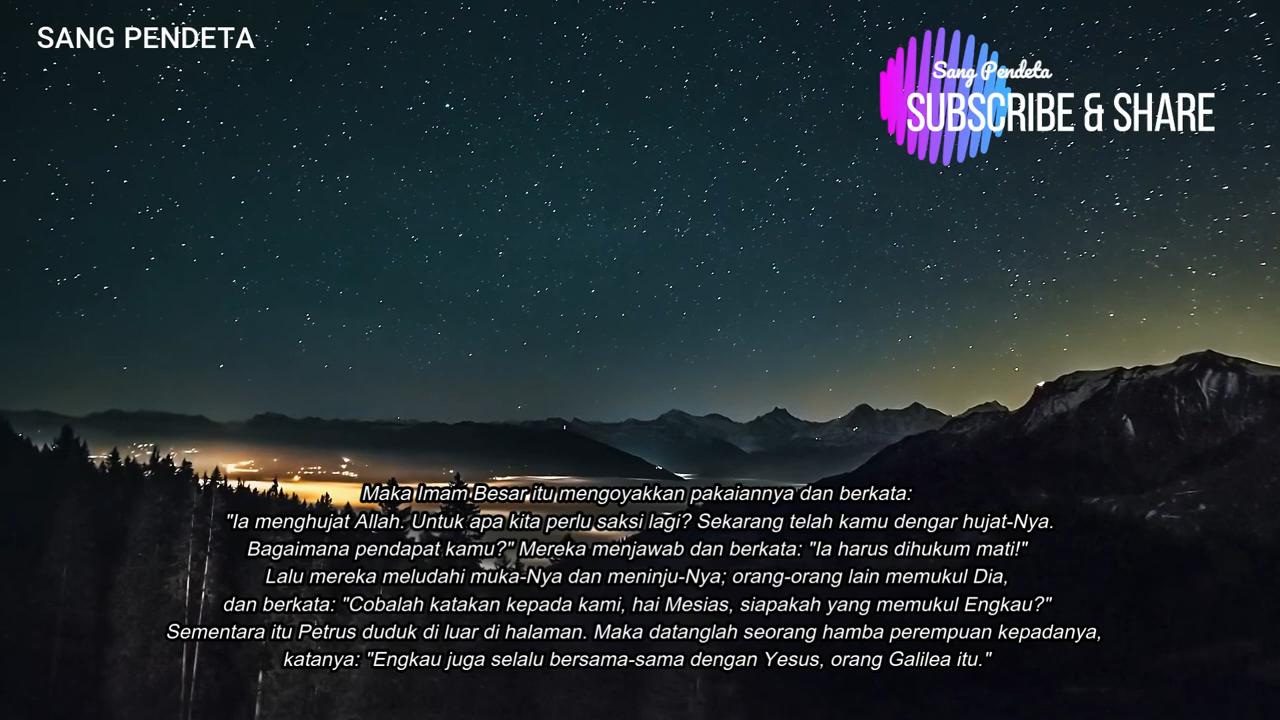 SANG PENDETA
Sang Pendeta
SUBSCRIBE & SHARE
Maka Imam Besar itu mengoyakkan pakaiannya dan berkata:
"Ia menghujat Allah. Untuk apa kita perlu saksi lagi? Sekarang telah kamu dengar hujat-Nya.
Bagaimana pendapat kamu?" Mereka menjawab dan berkata: "Ia harus dihukum mati!"
Lalu mereka meludahi muka-Nya dan meninju-Nya; orang-orang lain memukul Dia,
dan berkata: "Cobalah katakan kepada kami, hai Mesias, siapakah yang memukul Engkau?"
Sementara itu Petrus duduk di luar di halaman. Maka datanglah seorang hamba perempuan kepadanya,
katanya: "Engkau juga selalu bersama-sama dengan Yesus, orang Galilea itu."